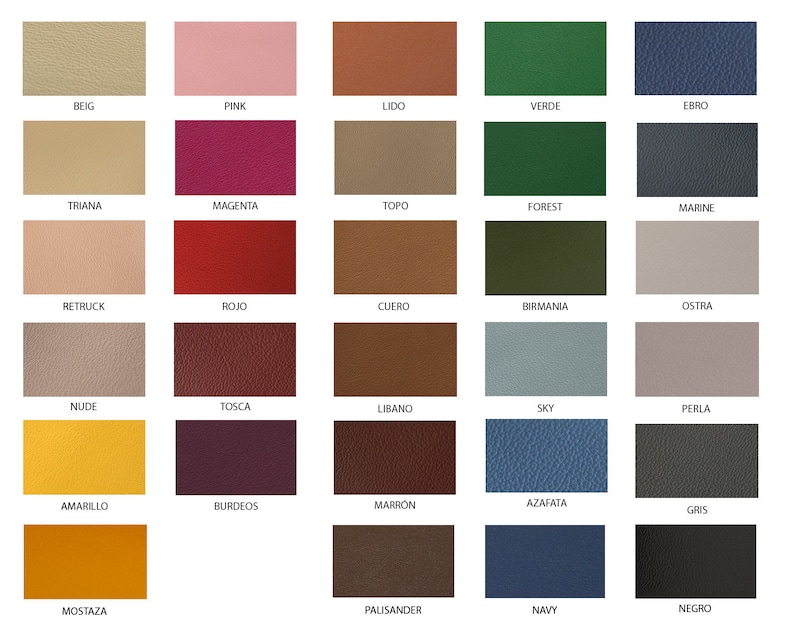 BEIG
PINK
LIDO
VERDE
EBRO
TRIANA
MAGENTA
TOPO
FOREST
MARINE
RETRUCK
ROJO
CUERO
BIRMANIA
OSTRA
NUDE
TOSCA
LIBANO
SKY
PERLA
AMARILLO
BURDEOS
MARRÓN
AZAFATA
GRIS
MOSTAZA
PALISANDER
NAVY
NEGRO